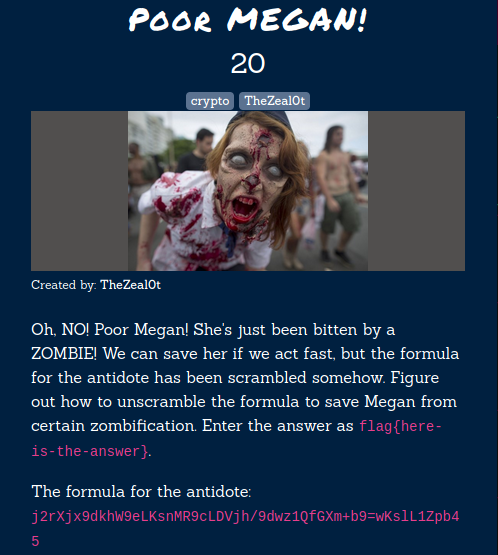 Poor MEGAN!
20
crypto TheZeal0t
Created by: TheZeal0t
Oh, NO! Poor Megan! She's just been bitten by a
ZOMBIE! We can save her if we act fast, but the formula
for the antidote has been scrambled somehow. Figure
out how to unscramble the formula to save Megan from
certain zombification. Enter the answer as flag{here-
is-the-answer}.
The formula for the antidote:
j2rXjx9dkhW9eLKsnMR9cLDVjh/9dwz1QfGXm+b9=wKslL1Zpb4
5